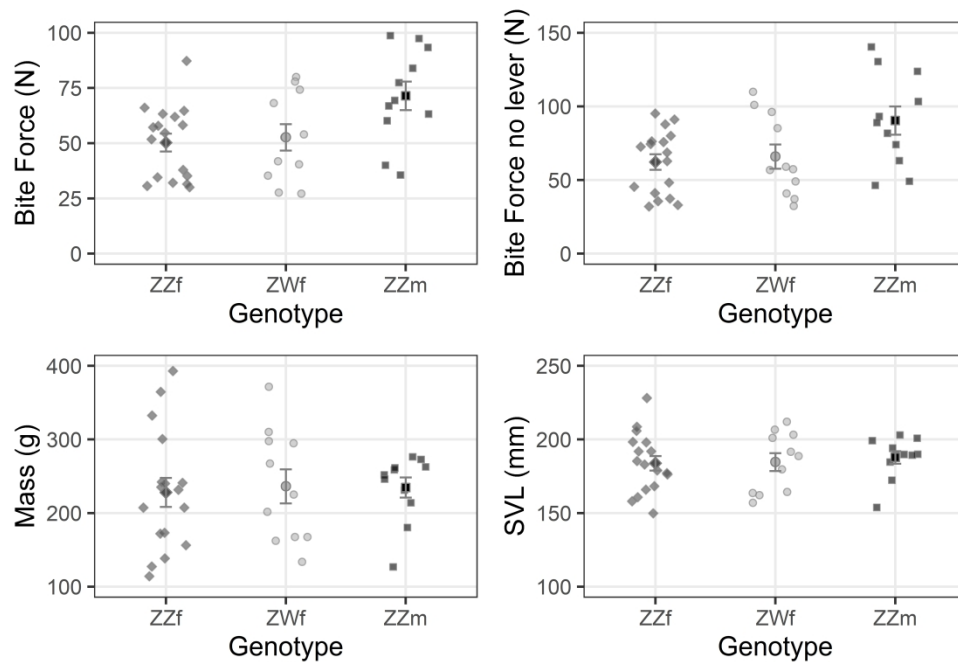 Bite Force (N)
100
75
50
25
0
ZZf ZWf ZZm
Genotype
Bite Force no lever (N)
150
100
50
0
ZZf ZWf ZZm
Genotype
Mass (g)
400
300
200
100
ZZf ZWf ZZm
Genotype
SVL (mm)
250
200
150
100
ZZf ZWf ZZm
Genotype